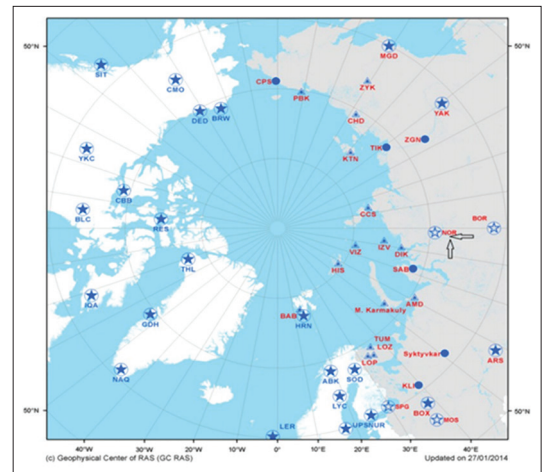 50°N
50°N
SIT
CMO
CPS
MGD
PBK
ZYK
DED
BRW
CHD
YAK
YKC
KTN
TIK
ZGN
CBD
BLC
RES
CCS
BOR
NOR
THL
VIZ
IZV
DIK
HIS
SAB
IQA
GDH
BAB
HRN
M. Karmakuly
AMD
TUM
LOZ
LOP
Syktyvkar
ARS
NAQ
ABK
SOD
KLI
LYC
SPG
BOX
LER
UPS
NUR
MOS
50°N
50°N
40°W
30°W
20°W
10°W
0°
10°E
20°E
30°E
40°E
(c) Geophysical Center of RAS (GC RAS)
Updated on 27/01/2014